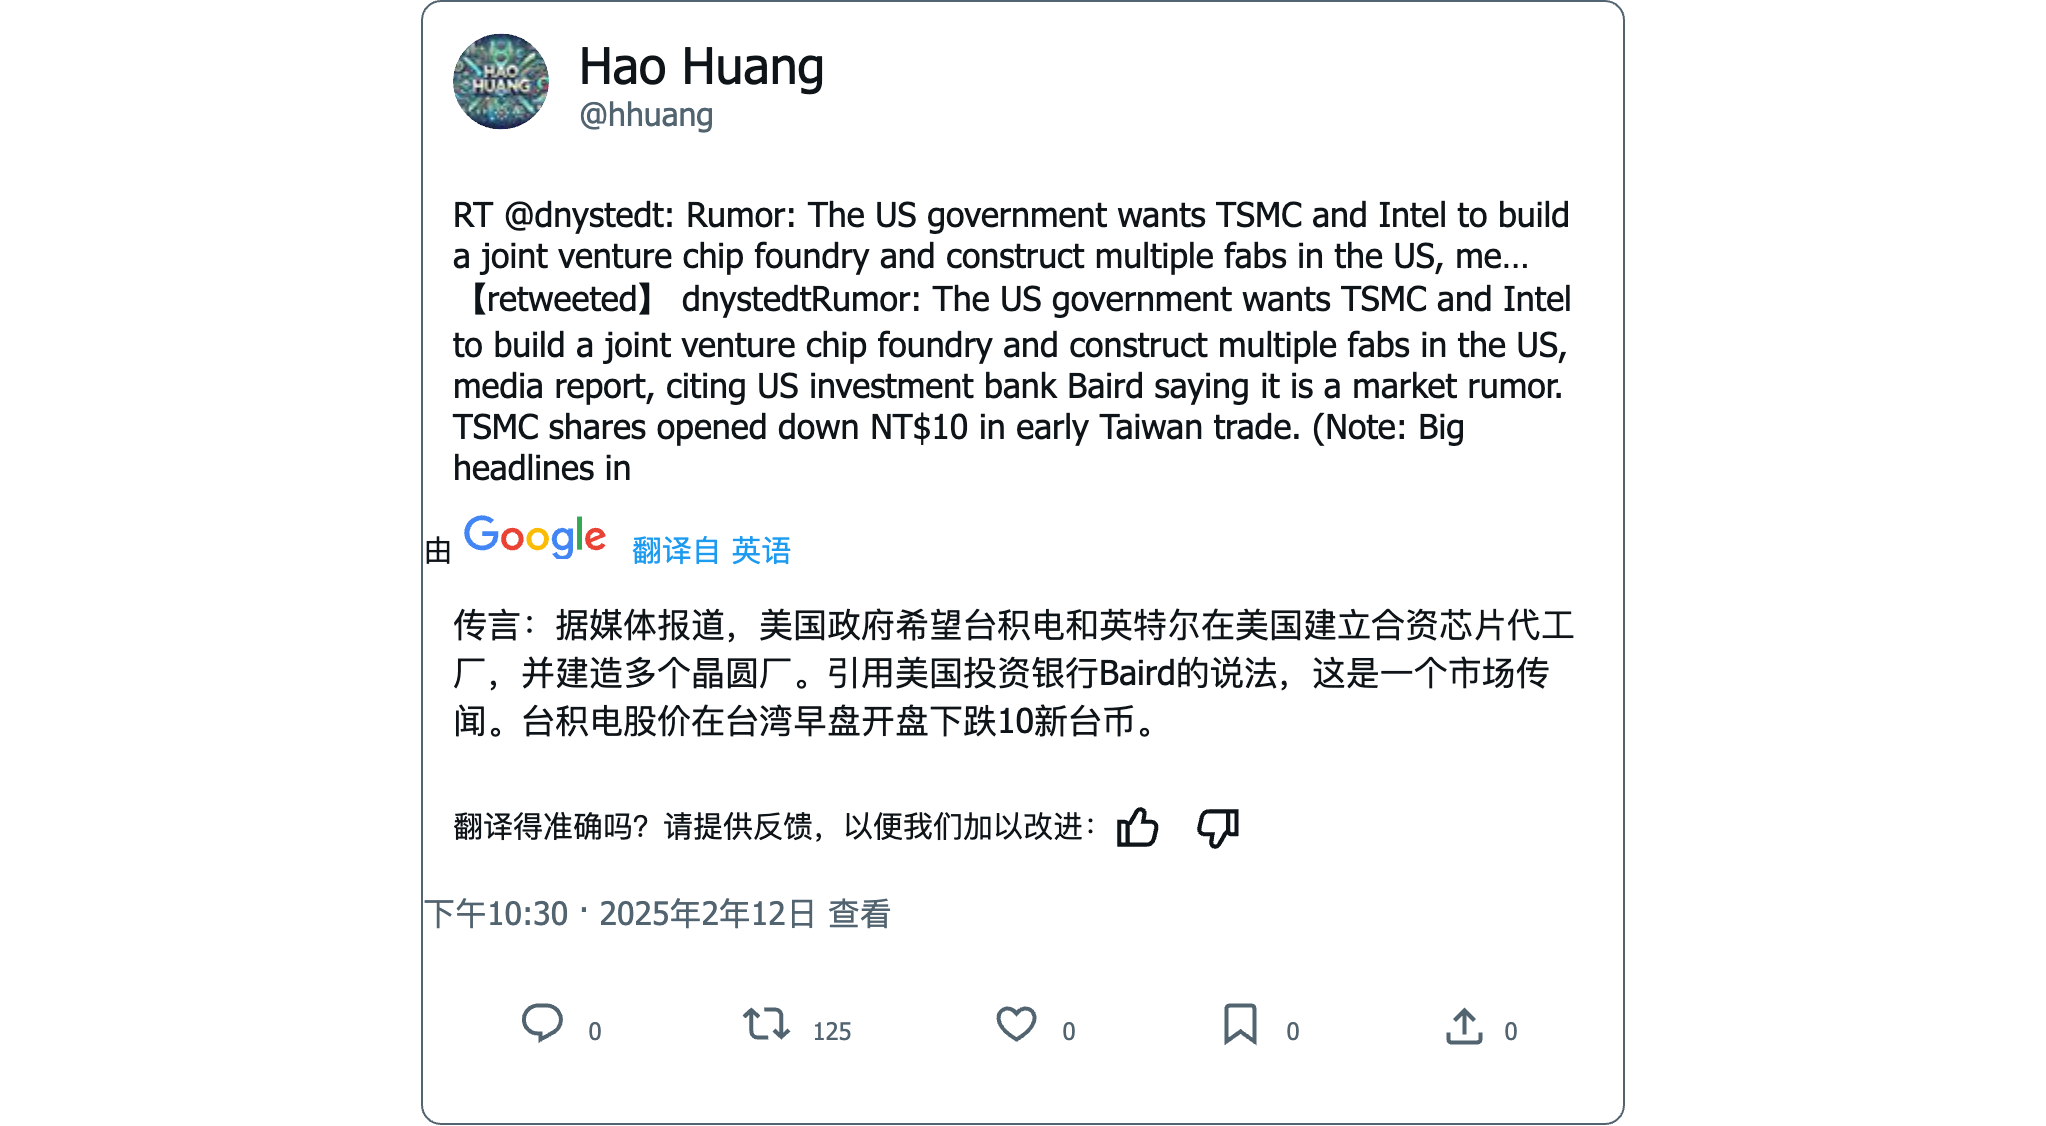 HAO
HUANG
Hao Huang
@hhuang
RT @dnystedt: Rumor: The US government wants TSMC and Intel to build
a joint venture chip foundry and construct multiple fabs in the US, me...
【retweeted】 dnystedtRumor: The US government wants TSMC and Intel
to build a joint venture chip foundry and construct multiple fabs in the US,
media report, citing US investment bank Baird saying it is a market rumor.
TSMC shares opened down NT$10 in early Taiwan trade. (Note: Big
headlines in
由 Google 翻译自 英语
传言：据媒体报道，美国政府希望台积电和英特尔在美国建立合资芯片代工
厂，并建造多个晶圆厂。引用美国投资银行Baird的说法，这是一个市场传
闻。台积电股价在台湾早盘开盘下跌10新台币。
翻译得准确吗？请提供反馈，以便我们加以改进：
下午10:30 · 2025年2年12日 查看
0 125 0 0 0